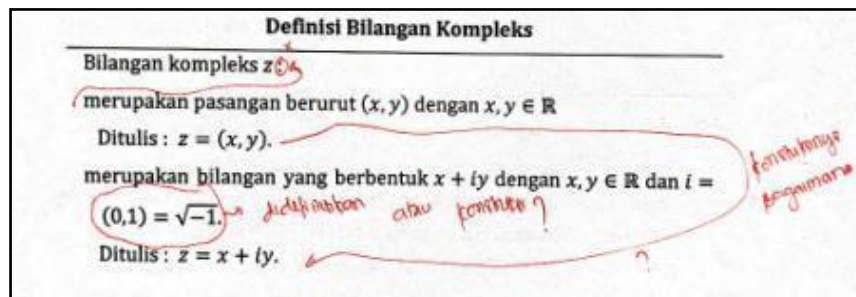 Definisi Bilangan Kompleks
Bilangan kompleks z :
merupakan pasangan berurut (x, y) dengan x, y ∈ ℝ
Ditulis : z = (x, y).
merupakan bilangan yang berbentuk x + iy dengan x, y ∈ ℝ dan i =
(0,1) = √−1.
didefinisikan atau konstruksi ?
Ditulis : z = x + iy.
?
konstruksinya
bagaimana